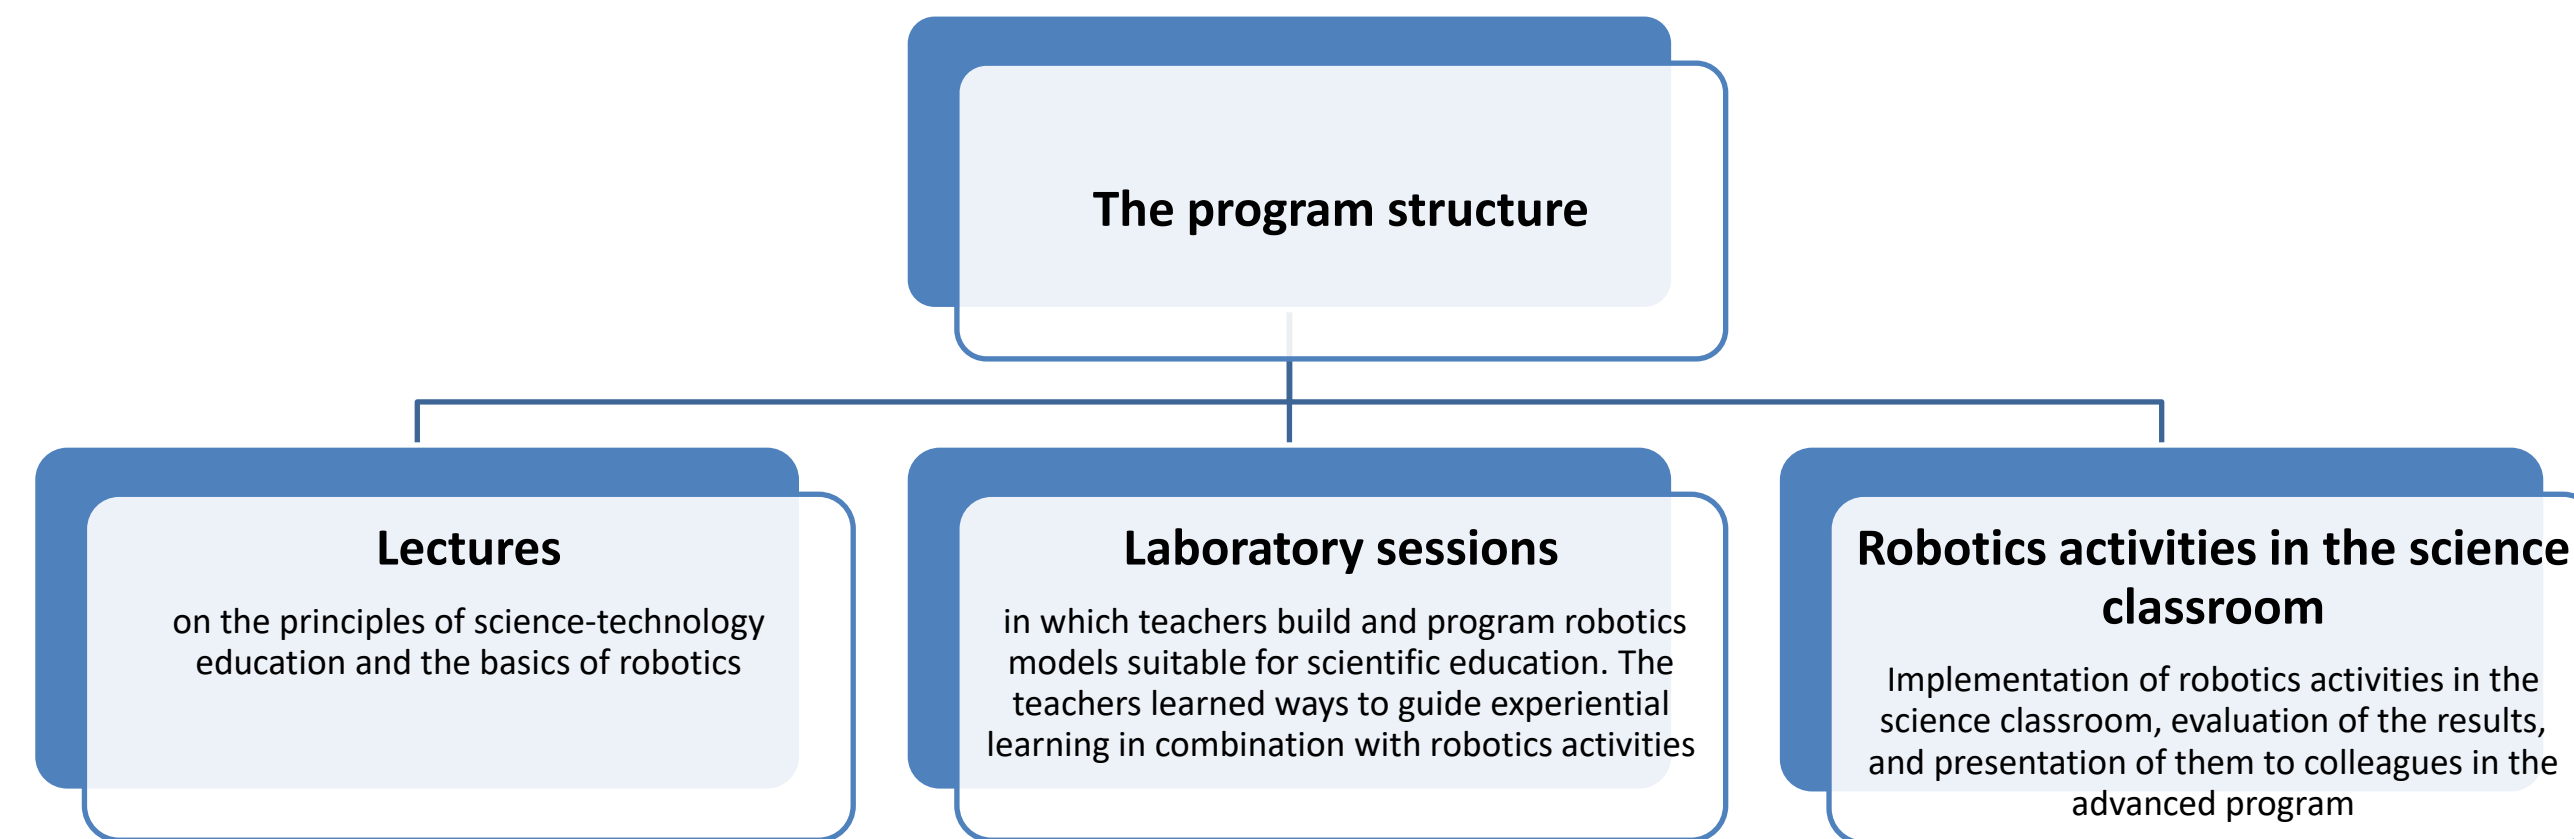 The program structure
Lectures
on the principles of science-technology
education and the basics of robotics
Laboratory sessions
in which teachers build and program robotics
models suitable for scientific education. The
teachers learned ways to guide experiential
learning in combination with robotics activities
Robotics activities in the science
classroom
Implementation of robotics activities in the
science classroom, evaluation of the results,
and presentation of them to colleagues in the
advanced program